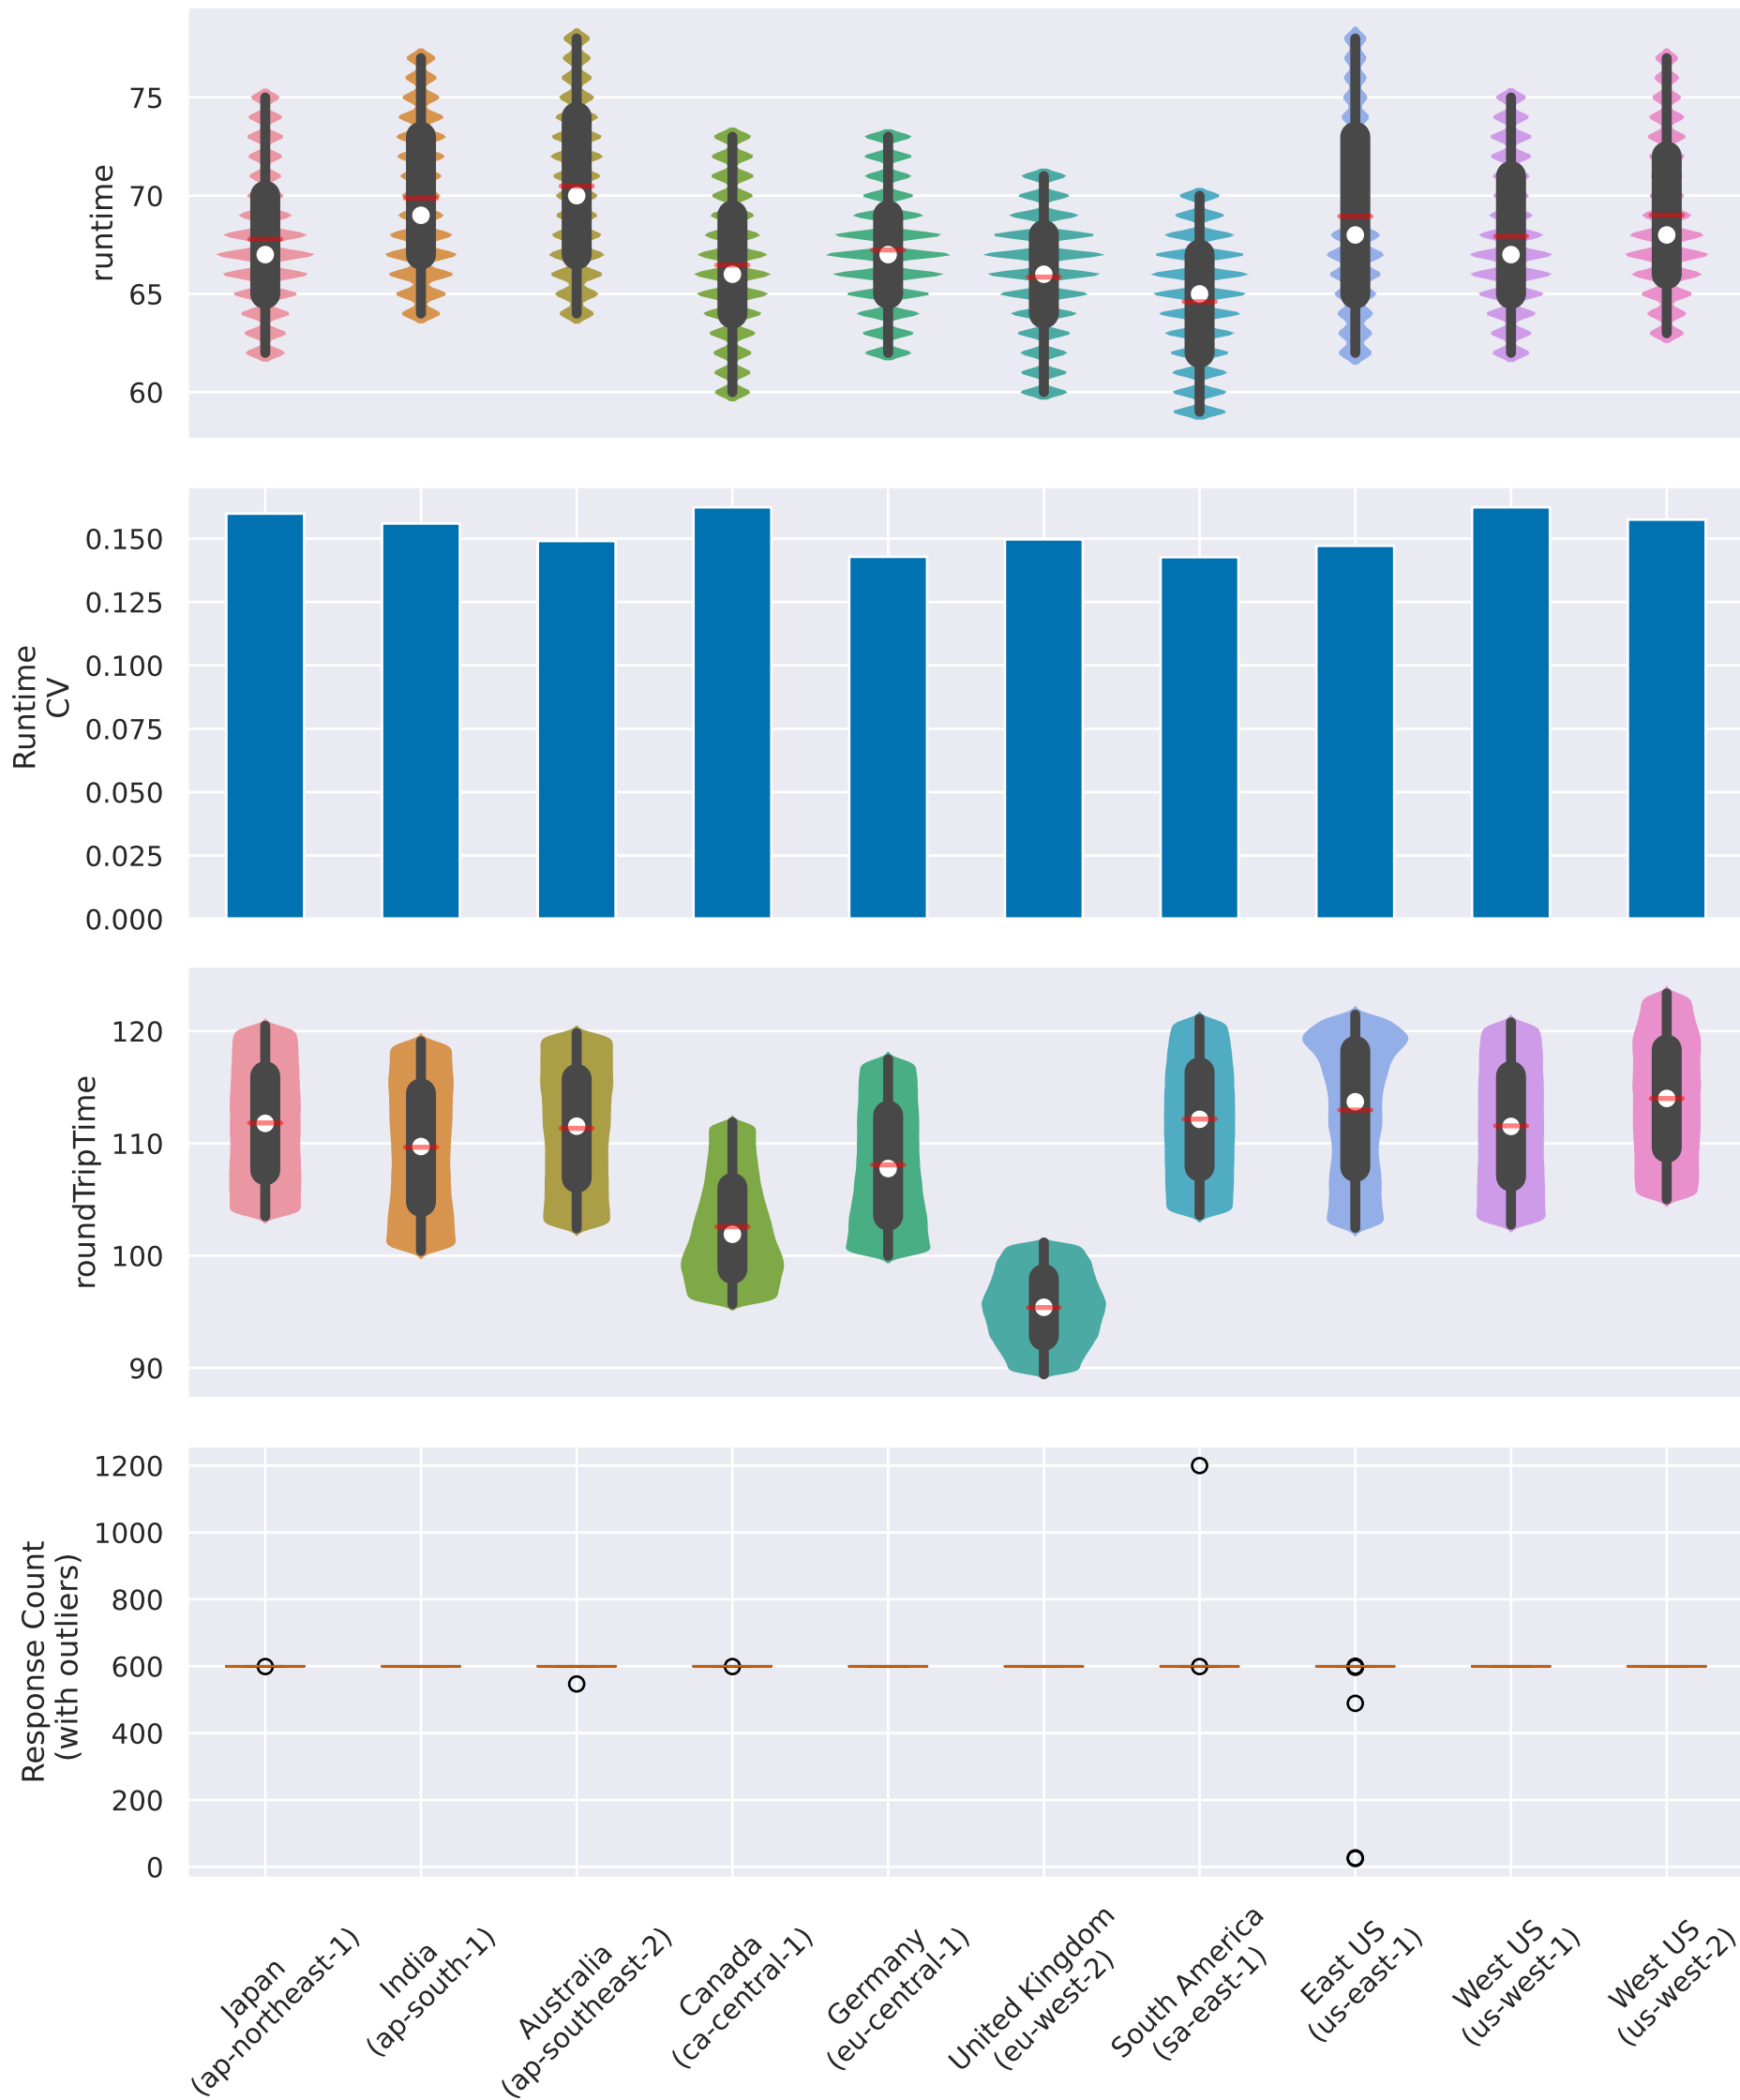 75
70
65
60
runtime
0.150
0.125
0.100
0.075
0.050
0.025
0.000
Runtime
CV
120
110
100
90
roundTripTime
1200
1000
800
600
400
200
0
Response Count
(with outliers)
Japan
(ap-northeast-1)
India
(ap-south-1)
Australia
(ap-southeast-2)
Canada
(ca-central-1)
Germany
(eu-central-1)
United Kingdom
(eu-west-2)
South America
(sa-east-1)
East US
(us-east-1)
West US
(us-west-1)
West US
(us-west-2)